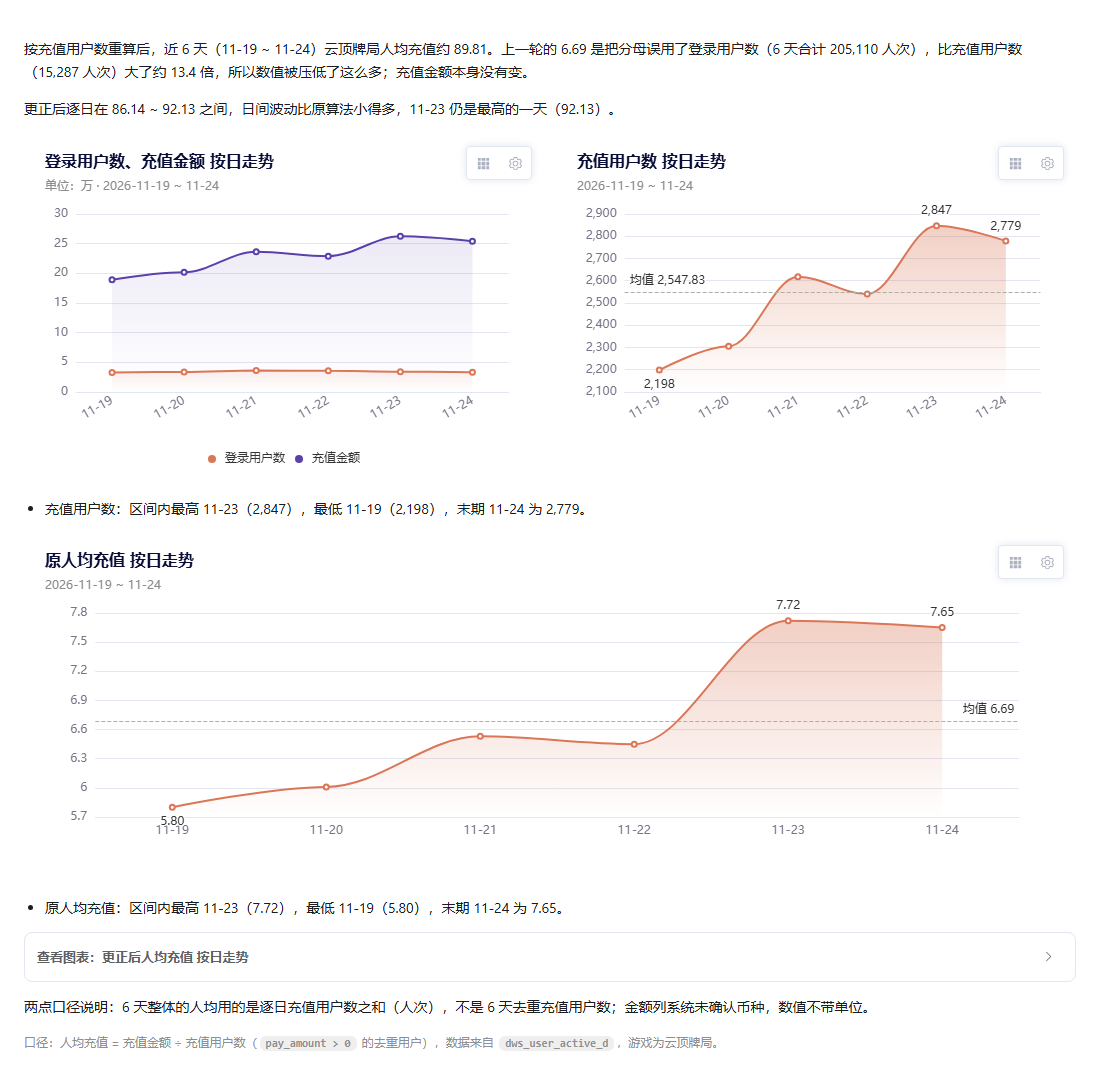 按充值用户数重算后，近 6 天（11-19 ~ 11-24）云顶牌局人均充值约 89.81。上一轮的 6.69 是把分母误用了登录用户数（6 天合计 205,110 人次），比充值用户数
（15,287 人次）大了约 13.4 倍，所以数值被压低了这么多；充值金额本身没有变。
更正后逐日在 86.14 ~ 92.13 之间，日间波动比原算法小得多，11-23 仍是最高的一天（92.13）。
登录用户数、充值金额 按日走势
单位：万 · 2026-11-19 ~ 11-24
30
25
20
15
10
5
0
11-19 11-20 11-21 11-22 11-23 11-24
登录用户数 充值金额
充值用户数 按日走势
2026-11-19 ~ 11-24
2,900
2,800
2,700
2,600
2,500
2,400
2,300
2,200
2,100
2,847
2,779
均值 2,547.83
2,198
11-19 11-20 11-21 11-22 11-23 11-24
• 充值用户数：区间内最高 11-23（2,847），最低 11-19（2,198），末期 11-24 为 2,779。
原人均充值 按日走势
2026-11-19 ~ 11-24
7.8
7.5
7.2
6.9
6.6
6.3
6
5.7
7.72
7.65
均值 6.69
5.80
11-19 11-20 11-21 11-22 11-23 11-24
• 原人均充值：区间内最高 11-23（7.72），最低 11-19（5.80），末期 11-24 为 7.65。
查看图表：更正后人均充值 按日走势
两点口径说明：6 天整体的人均用的是逐日充值用户数之和（人次），不是 6 天去重充值用户数；金额列系统未确认币种，数值不带单位。
口径：人均充值 = 充值金额 ÷ 充值用户数（ pay_amount > 0 的去重用户），数据来自 dws_user_active_d ，游戏为云顶牌局。